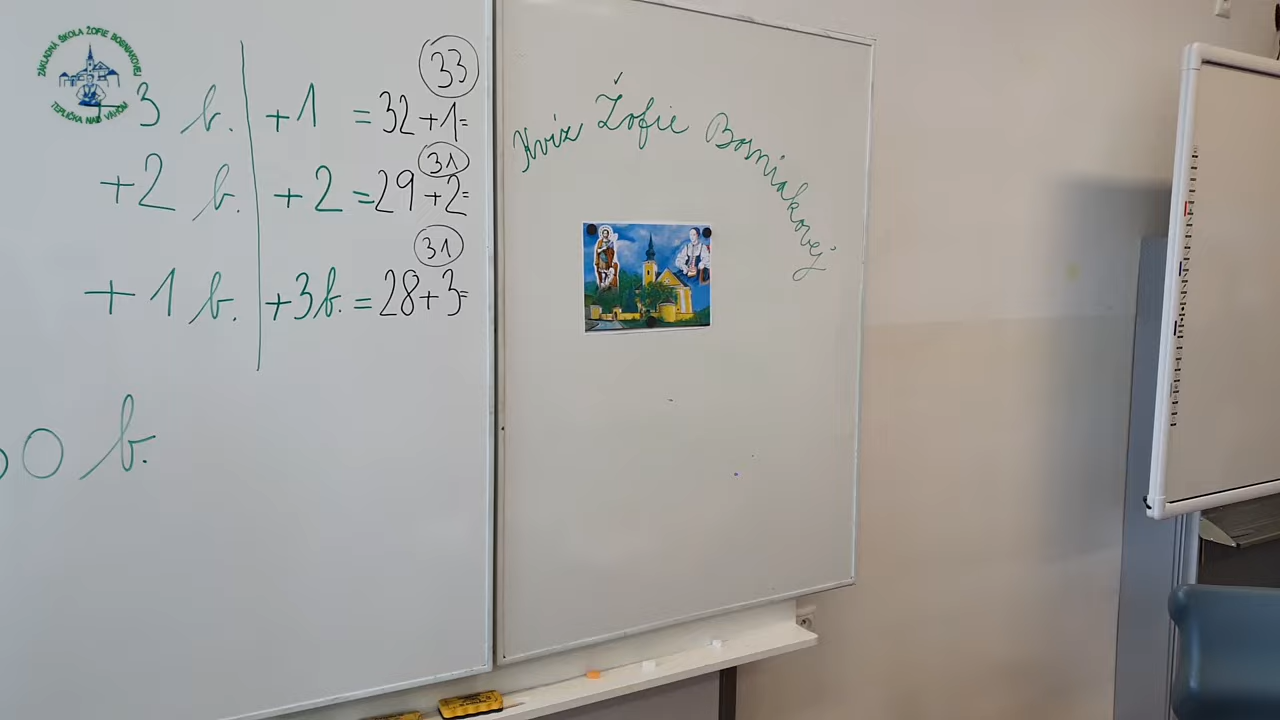 ZÁKLADNÁ ŠKOLA ŽOFIE BOSNIAKOVEJ
TEPLIČKA NAD VÁHOM
33
+3 b. +1 =32+1=
31
+2 b. +2 =29+2=
31
+1 b. +3b. =28+3=
0 b.
Kvíz Žofie Bosniakovej